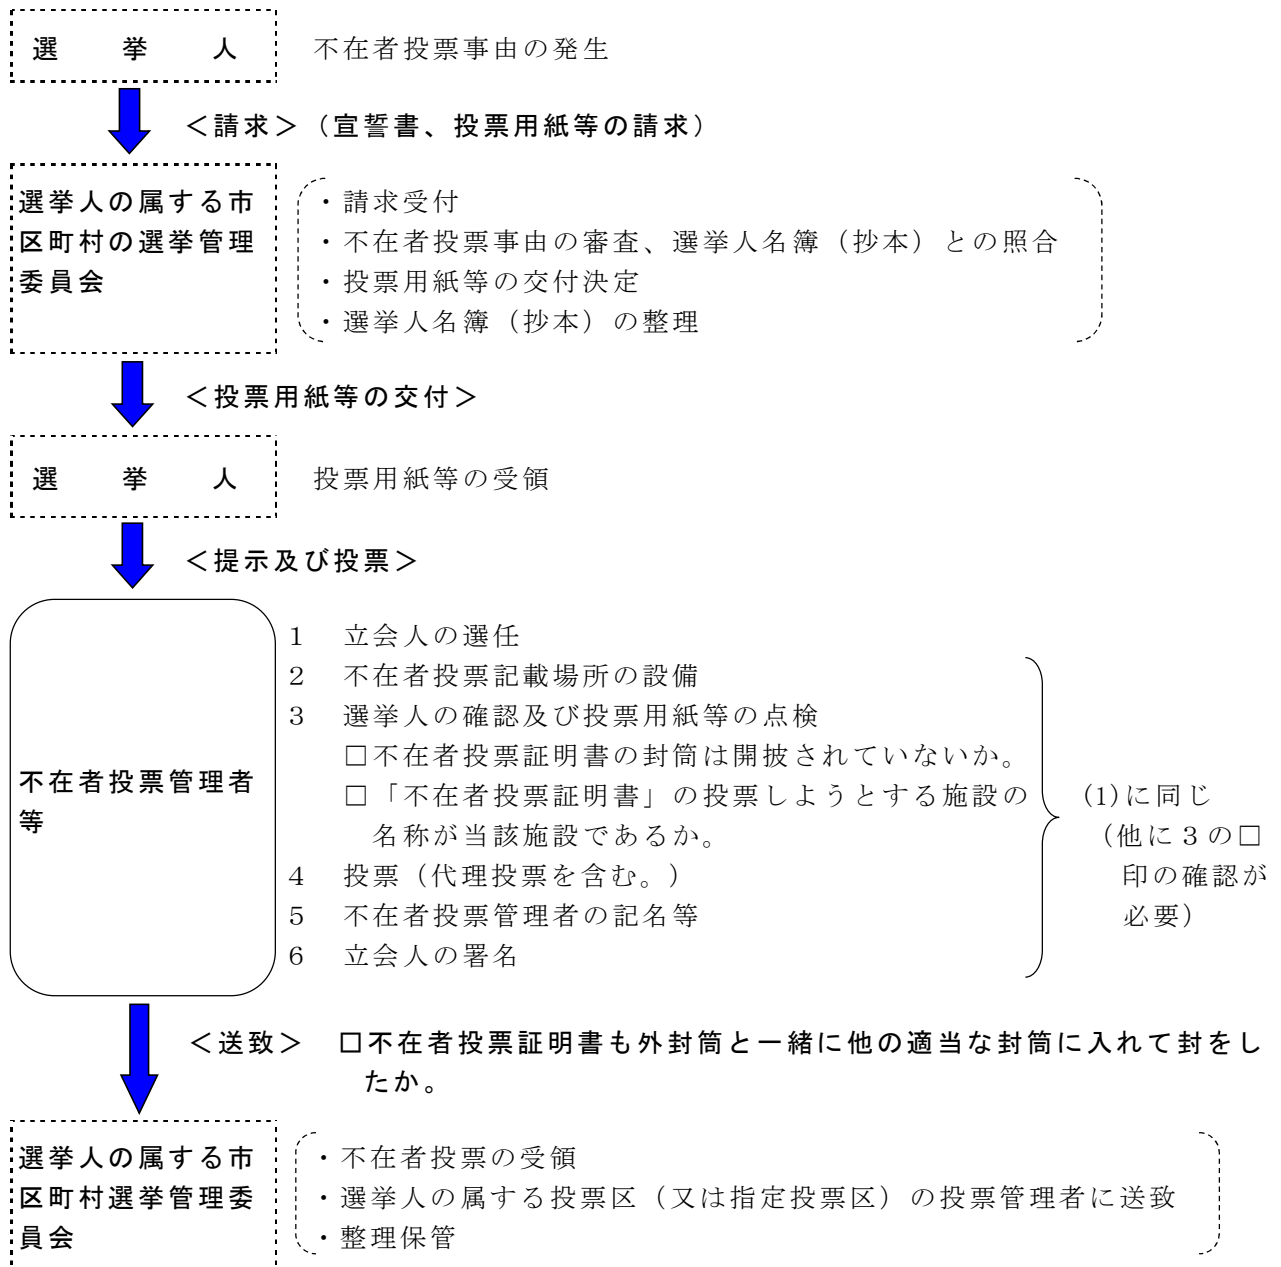 選挙人　不在者投票事由の発生
＜請求＞（宣誓書、投票用紙等の請求）
選挙人の属する市
区町村の選挙管理
委員会
・請求受付
・不在者投票事由の審査、選挙人名簿（抄本）との照合
・投票用紙等の交付決定
・選挙人名簿（抄本）の整理
＜投票用紙等の交付＞
選挙人　投票用紙等の受領
＜提示及び投票＞
不在者投票管理者
等
1　立会人の選任
2　不在者投票記載場所の設備
3　選挙人の確認及び投票用紙等の点検
□不在者投票証明書の封筒は開披されていないか。
□「不在者投票証明書」の投票しようとする施設の
名称が当該施設であるか。
4　投票（代理投票を含む。）
5　不在者投票管理者の記名等
6　立会人の署名
(1)に同じ
（他に３の□
印の確認が
必要）
＜送致＞　□不在者投票証明書も外封筒と一緒に他の適当な封筒に入れて封をし
たか。
選挙人の属する市
区町村選挙管理委
員会
・不在者投票の受領
・選挙人の属する投票区（又は指定投票区）の投票管理者に送致
・整理保管